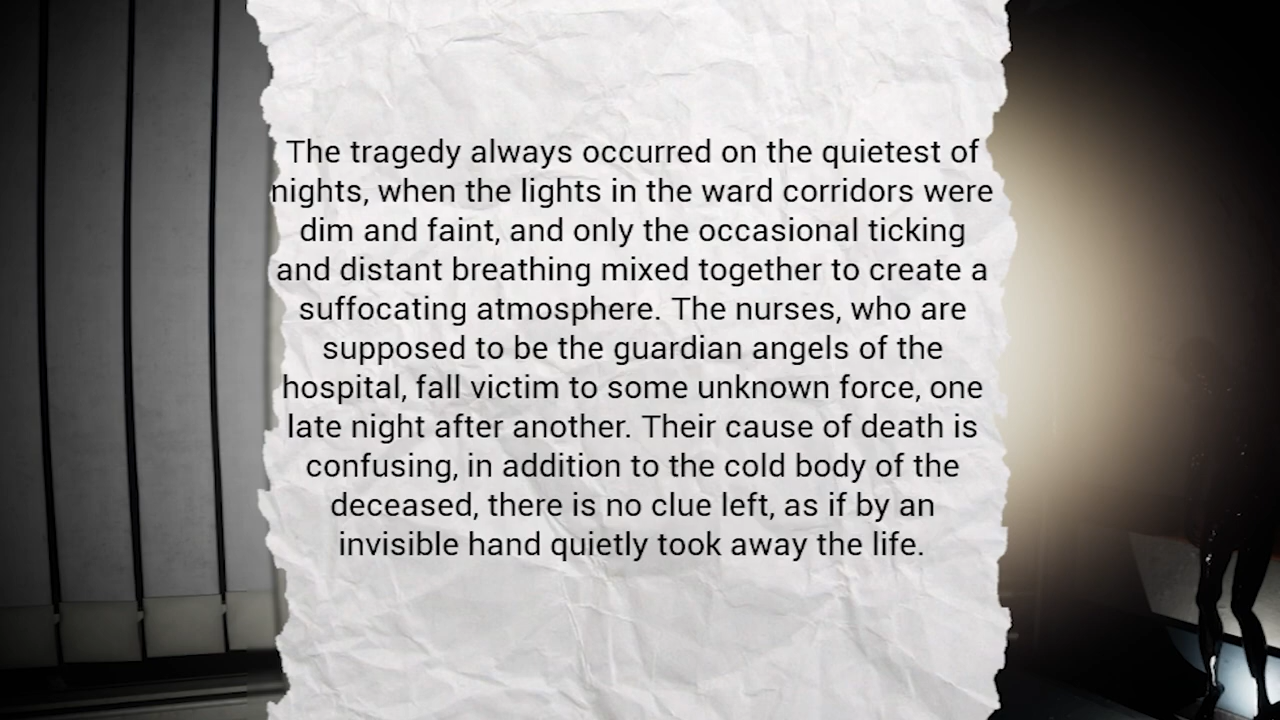 The tragedy always occurred on the quietest of
nights, when the lights in the ward corridors were
dim and faint, and only the occasional ticking
and distant breathing mixed together to create a
suffocating atmosphere. The nurses, who are
supposed to be the guardian angels of the
hospital, fall victim to some unknown force, one
late night after another. Their cause of death is
confusing, in addition to the cold body of the
deceased, there is no clue left, as if by an
invisible hand quietly took away the life.